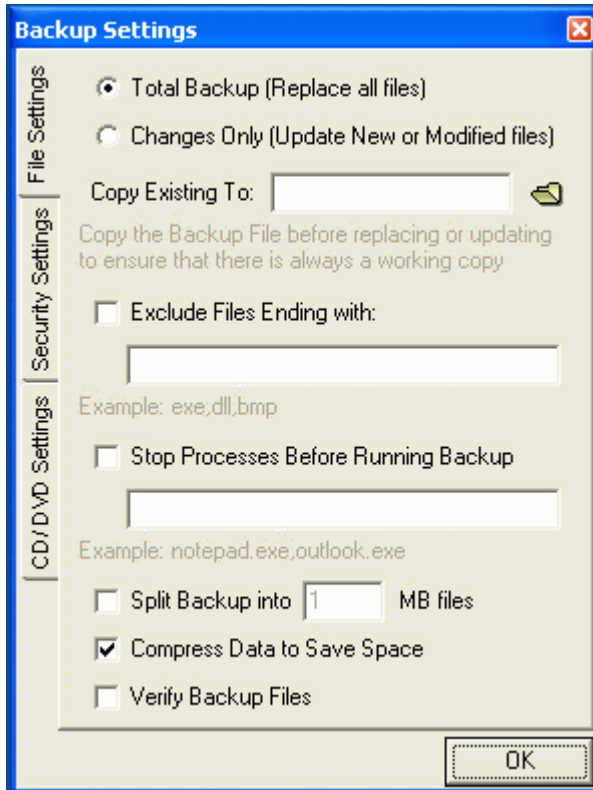 Backup Settings
File Settings
Security Settings
CD/DVD Settings
Total Backup (Replace all files)
Changes Only (Update New or Modified files)
Copy Existing To:
Copy the Backup File before replacing or updating
to ensure that there is always a working copy
Exclude Files Ending with:
Example: exe,dll,bmp
Stop Processes Before Running Backup
Example: notepad.exe,outlook.exe
Split Backup into 1 MB files
Compress Data to Save Space
Verify Backup Files
OK